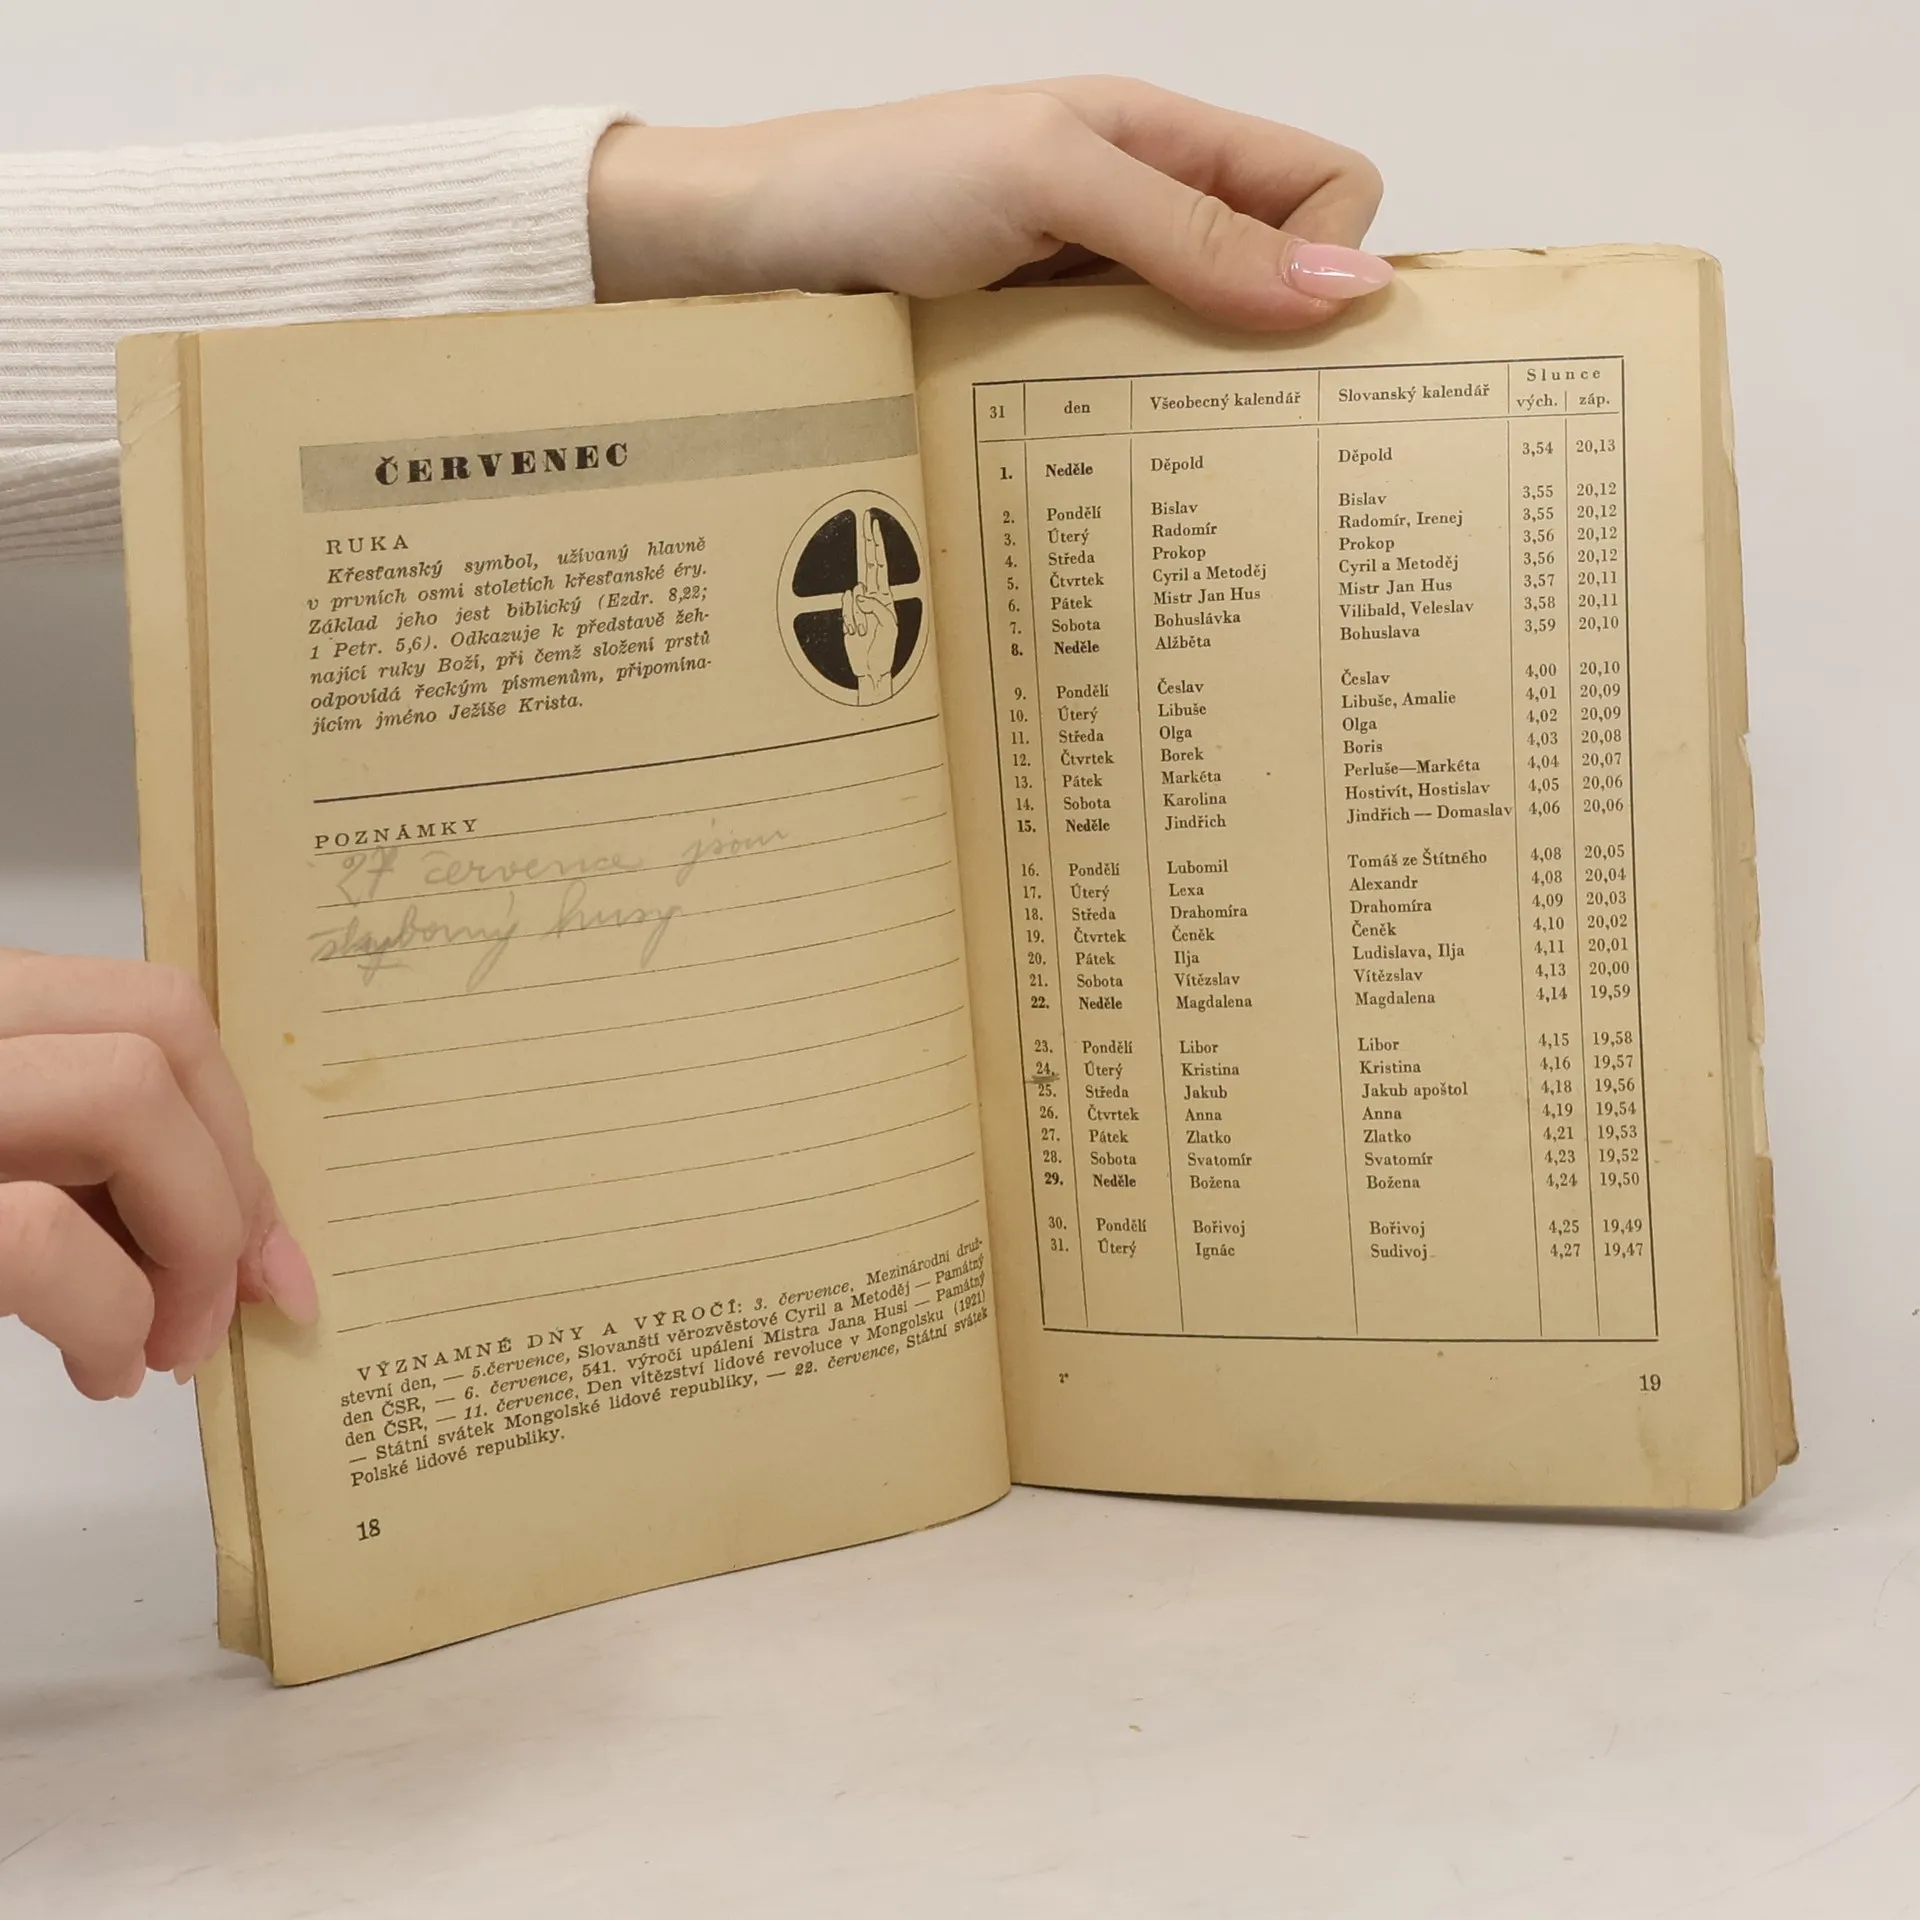 ČERVENEC
RUKA
Křesťanský symbol, užívaný hlavně
v prvních osmi stoletích křesťanské éry.
Základ jeho jest biblický (Ezdr. 8,22;
1 Petr. 5,6). Odkazuje k představě žeh-
nající ruky Boží, při čemž složení prstů
odpovídá řeckým písmenům, připomína-
jícím jméno Ježíše Krista.
POZNÁMKY
27 července jsou
husy
VÝZNAMNÉ DNY A VÝROČÍ: 3. července, Mezinárodní druž-
stevní den, — 5.července, Slovanští věrozvěstové Cyril a Metoděj — Památný
den ČSR, — 6. července, 541. výročí upálení Mistra Jana Husi — Památný
den ČSR, — 11. července, Den vítězství lidové revoluce v Mongolsku (1921)
— Státní svátek Mongolské lidové republiky, — 22. července, Státní svátek
Polské lidové republiky.
18
31 den Všeobecný kalendář Slovanský kalendář Slunce
vých. záp.
1. Neděle Děpold Děpold 3,54 20,13
2. Pondělí Bislav Bislav 3,55 20,12
3. Úterý Radomír Radomír, Irenej 3,55 20,12
4. Středa Prokop Prokop 3,56 20,12
5. Čtvrtek Cyril a Metoděj Cyril a Metoděj 3,56 20,12
6. Pátek Mistr Jan Hus Mistr Jan Hus 3,57 20,11
7. Sobota Bohuslávka Vilibald, Veleslav 3,58 20,11
8. Neděle Alžběta Bohuslava 3,59 20,10
9. Pondělí Česlav Česlav 4,00 20,10
10. Úterý Libuše Libuše, Amalie 4,01 20,09
11. Středa Olga Olga 4,02 20,09
12. Čtvrtek Borek Boris 4,03 20,08
13. Pátek Markéta Perluše—Markéta 4,04 20,07
14. Sobota Karolina Hostivít, Hostislav 4,05 20,06
15. Neděle Jindřich Jindřich — Domaslav 4,06 20,06
16. Pondělí Lubomil Tomáš ze Štítného 4,08 20,05
17. Úterý Lexa Alexandr 4,08 20,04
18. Středa Drahomíra Drahomíra 4,09 20,03
19. Čtvrtek Čeněk Čeněk 4,10 20,02
20. Pátek Ilja Ludislava, Ilja 4,11 20,01
21. Sobota Vítězslav Vítězslav 4,13 20,00
22. Neděle Magdalena Magdalena 4,14 19,59
23. Pondělí Libor Libor 4,15 19,58
24. Úterý Kristina Kristina 4,16 19,57
25. Středa Jakub Jakub apoštol 4,18 19,56
26. Čtvrtek Anna Anna 4,19 19,54
27. Pátek Zlatko Zlatko 4,21 19,53
28. Sobota Svatomír Svatomír 4,23 19,52
29. Neděle Božena Božena 4,24 19,50
30. Pondělí Bořivoj Bořivoj 4,25 19,49
31. Úterý Ignác Sudivoj 4,27 19,47
2*
19